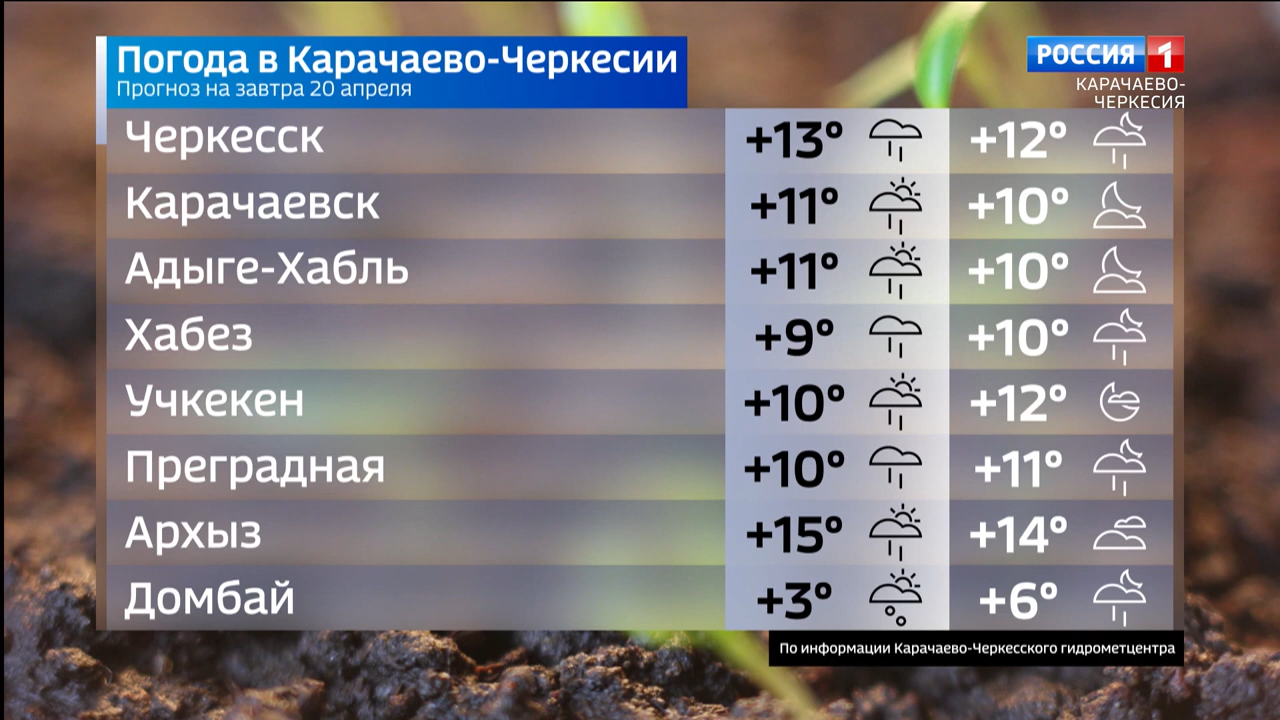 Погода в Карачаево-Черкесии
Прогноз на завтра 20 апреля
РОССИЯ 1
КАРАЧАЕВО-
ЧЕРКЕСИЯ
Черкесск +13° +12°
Карачаевск +11° +10°
Адыге-Хабль +11° +10°
Хабез +9° +10°
Учкекен +10° +12°
Преградная +10° +11°
Архыз +15° +14°
Домбай +3° +6°
По информации Карачаево-Черкесского гидрометцентра